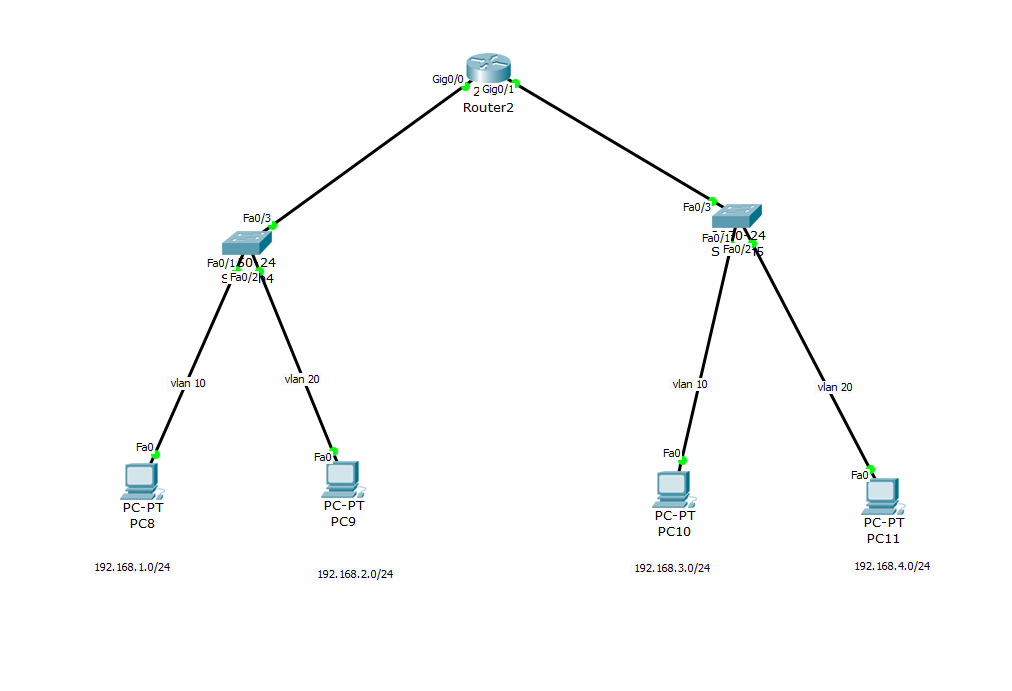 Gig0/0
2
Gig0/1
Router2
Fa0/3
Fa0/1
50-24
Fa0/2
4
Fa0/3
0-24
Fa0/1
Fa0/2
S
5
vlan 10
vlan 20
vlan 10
vlan 20
Fa0
Fa0
Fa0
Fa0
PC-PT
PC8
PC-PT
PC9
PC-PT
PC10
PC-PT
PC11
192.168.1.0/24
192.168.2.0/24
192.168.3.0/24
192.168.4.0/24